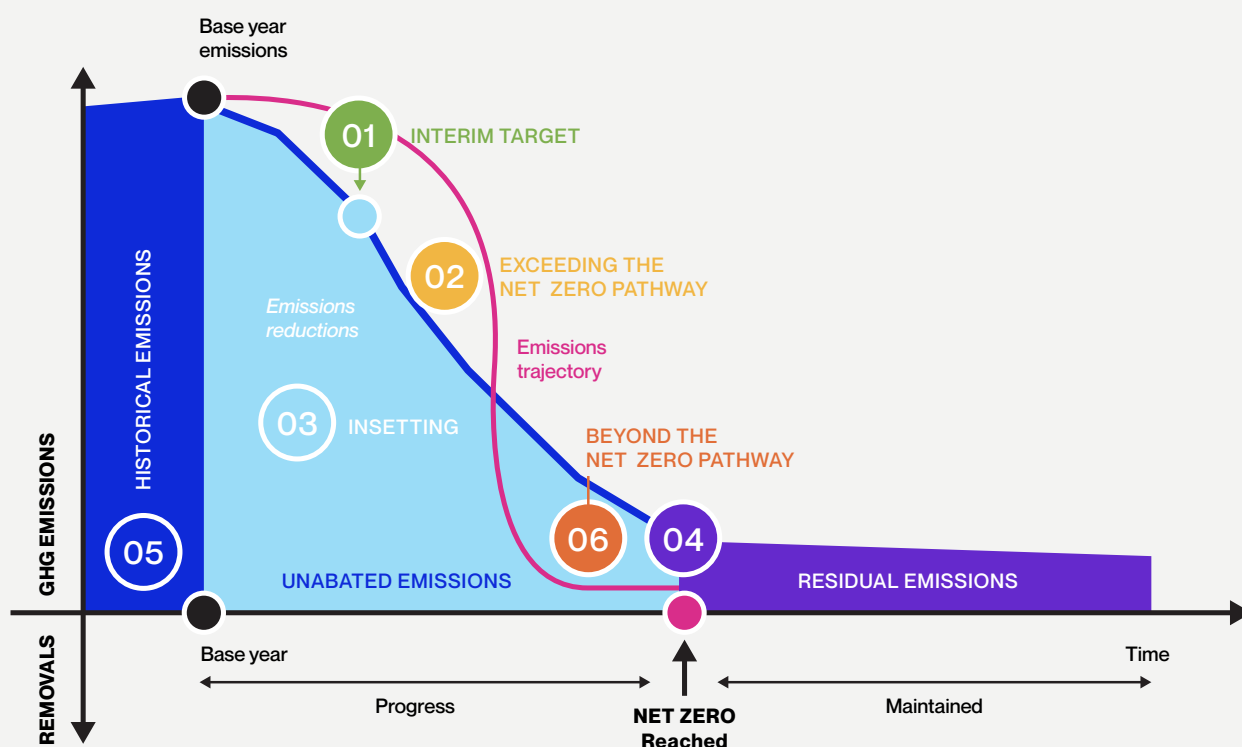 Base year
emissions
01
INTERIM TARGET
02
EXCEEDING THE
NET ZERO PATHWAY
Emissions
reductions
Emissions
trajectory
03
INSETTING
HISTORICAL EMISSIONS
05
BEYOND THE
NET ZERO PATHWAY
06
04
UNABATED EMISSIONS
RESIDUAL EMISSIONS
GHG EMISSIONS
REMOVALS
Base year
Time
Progress
NET ZERO
Reached
Maintained